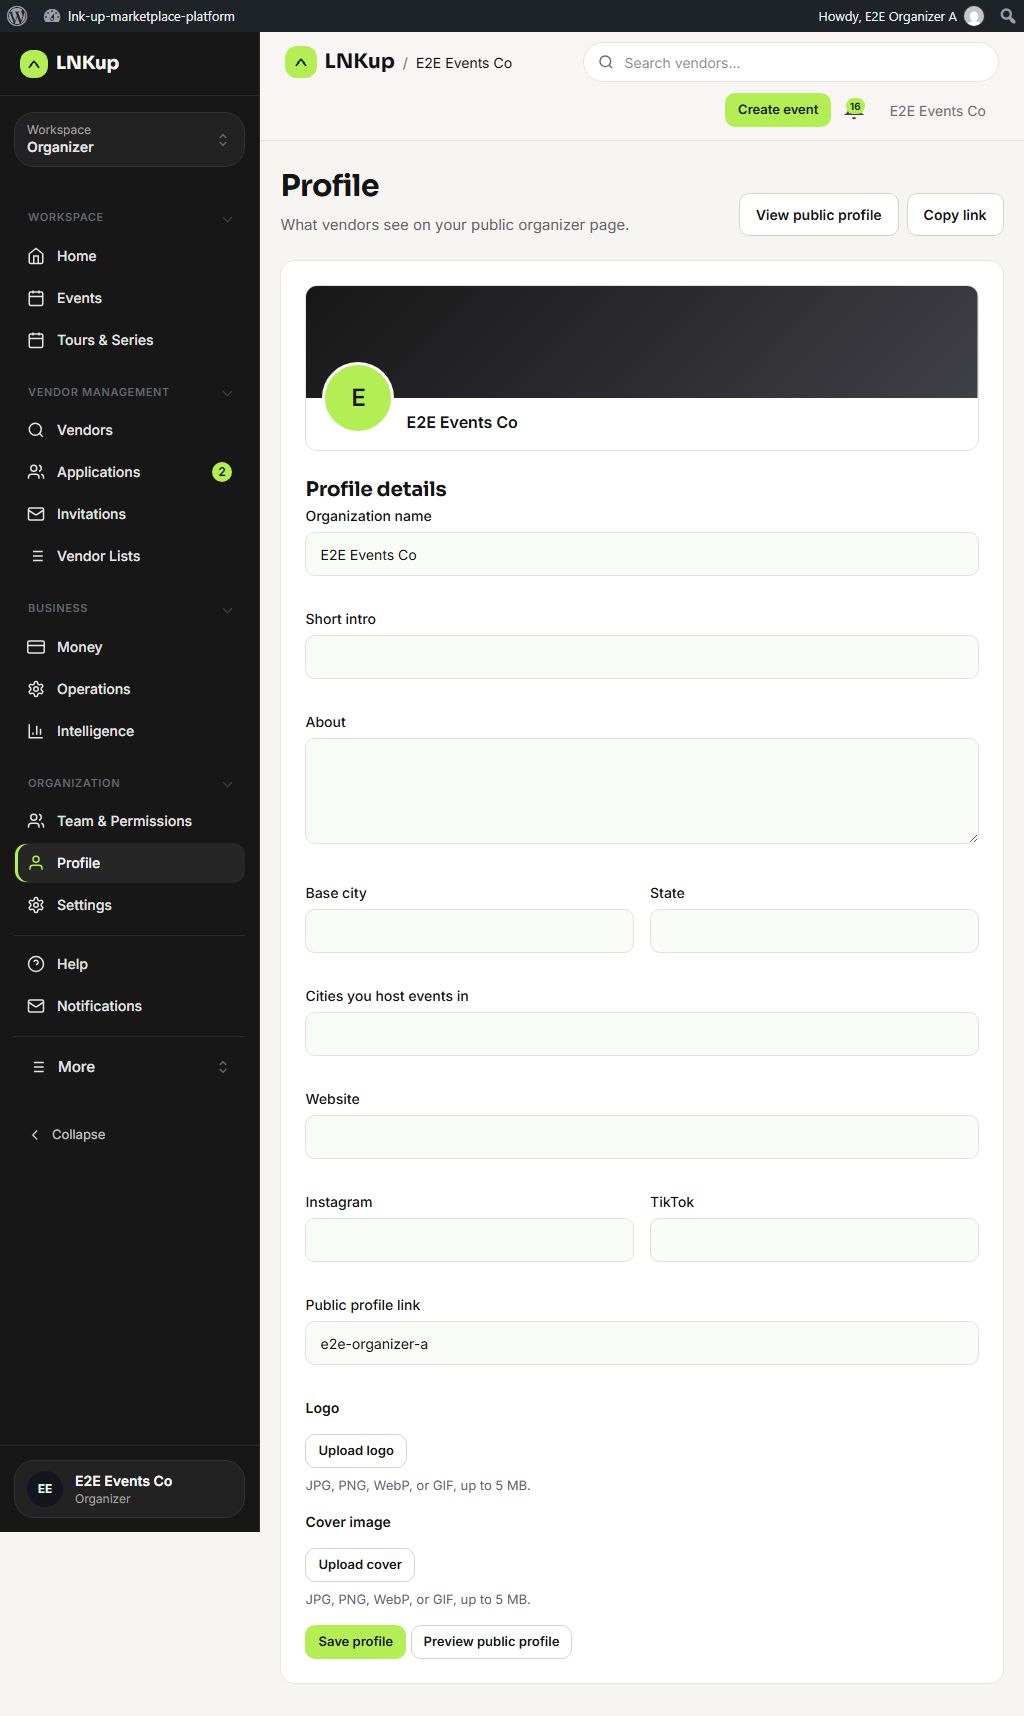 lnk-up-marketplace-platform
Howdy, E2E Organizer A
LNKup
Workspace
Organizer
WORKSPACE
Home
Events
Tours & Series
VENDOR MANAGEMENT
Vendors
Applications 2
Invitations
Vendor Lists
BUSINESS
Money
Operations
Intelligence
ORGANIZATION
Team & Permissions
Profile
Settings
Help
Notifications
More
Collapse
EE
E2E Events Co
Organizer
LNKup / E2E Events Co
Search vendors...
Create event
16
E2E Events Co
Profile
What vendors see on your public organizer page.
View public profile
Copy link
E
E2E Events Co
Profile details
Organization name
E2E Events Co
Short intro
About
Base city
State
Cities you host events in
Website
Instagram
TikTok
Public profile link
e2e-organizer-a
Logo
Upload logo
JPG, PNG, WebP, or GIF, up to 5 MB.
Cover image
Upload cover
JPG, PNG, WebP, or GIF, up to 5 MB.
Save profile
Preview public profile